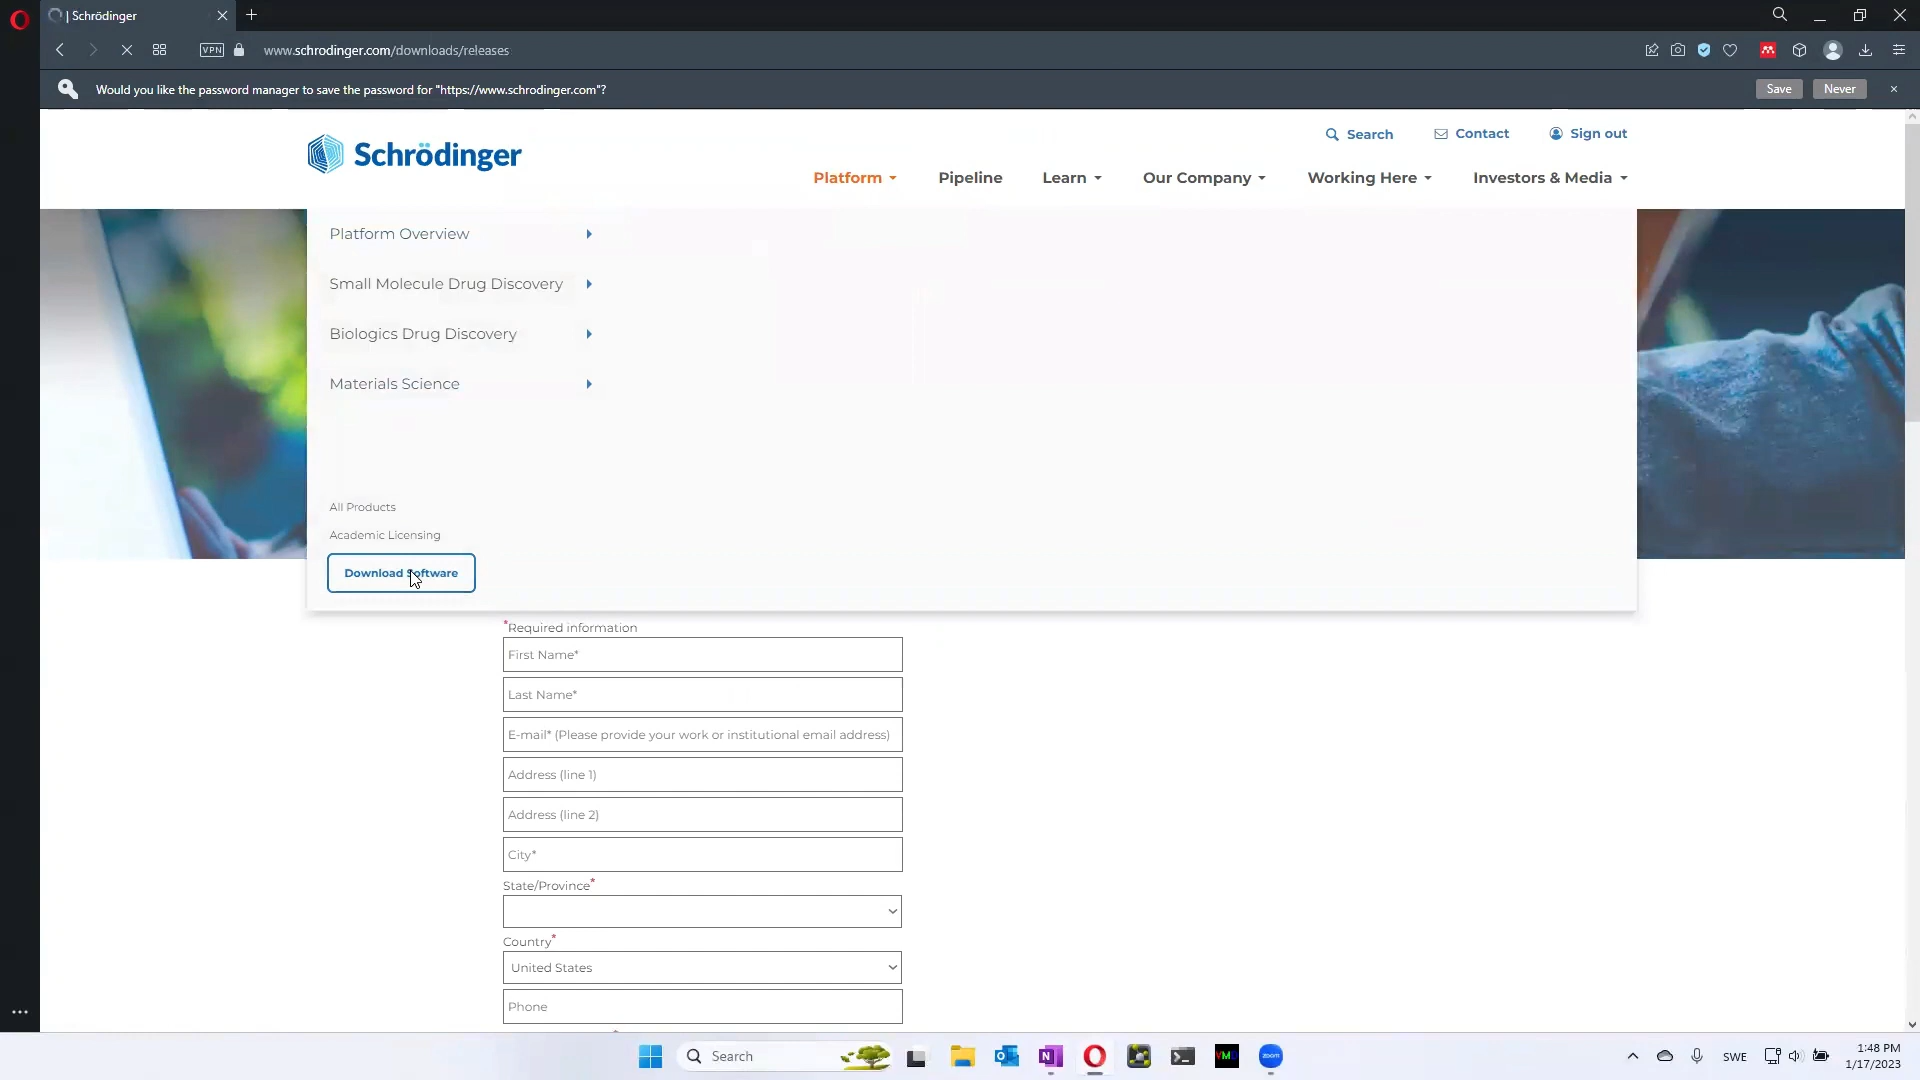 | Schrödinger
VPN
www.schrodinger.com/downloads/releases
Would you like the password manager to save the password for "https://www.schrodinger.com"?
Save
Never
Schrödinger
Search
Contact
Sign out
Platform
Pipeline
Learn
Our Company
Working Here
Investors & Media
Platform Overview
Small Molecule Drug Discovery
Biologics Drug Discovery
Materials Science
All Products
Academic Licensing
Download Software
*Required information
First Name*
Last Name*
E-mail* (Please provide your work or institutional email address)
Address (line 1)
Address (line 2)
City*
State/Province*
Country*
United States
Phone
Search
VMD
zoom
SWE
1:48 PM
1/17/2023